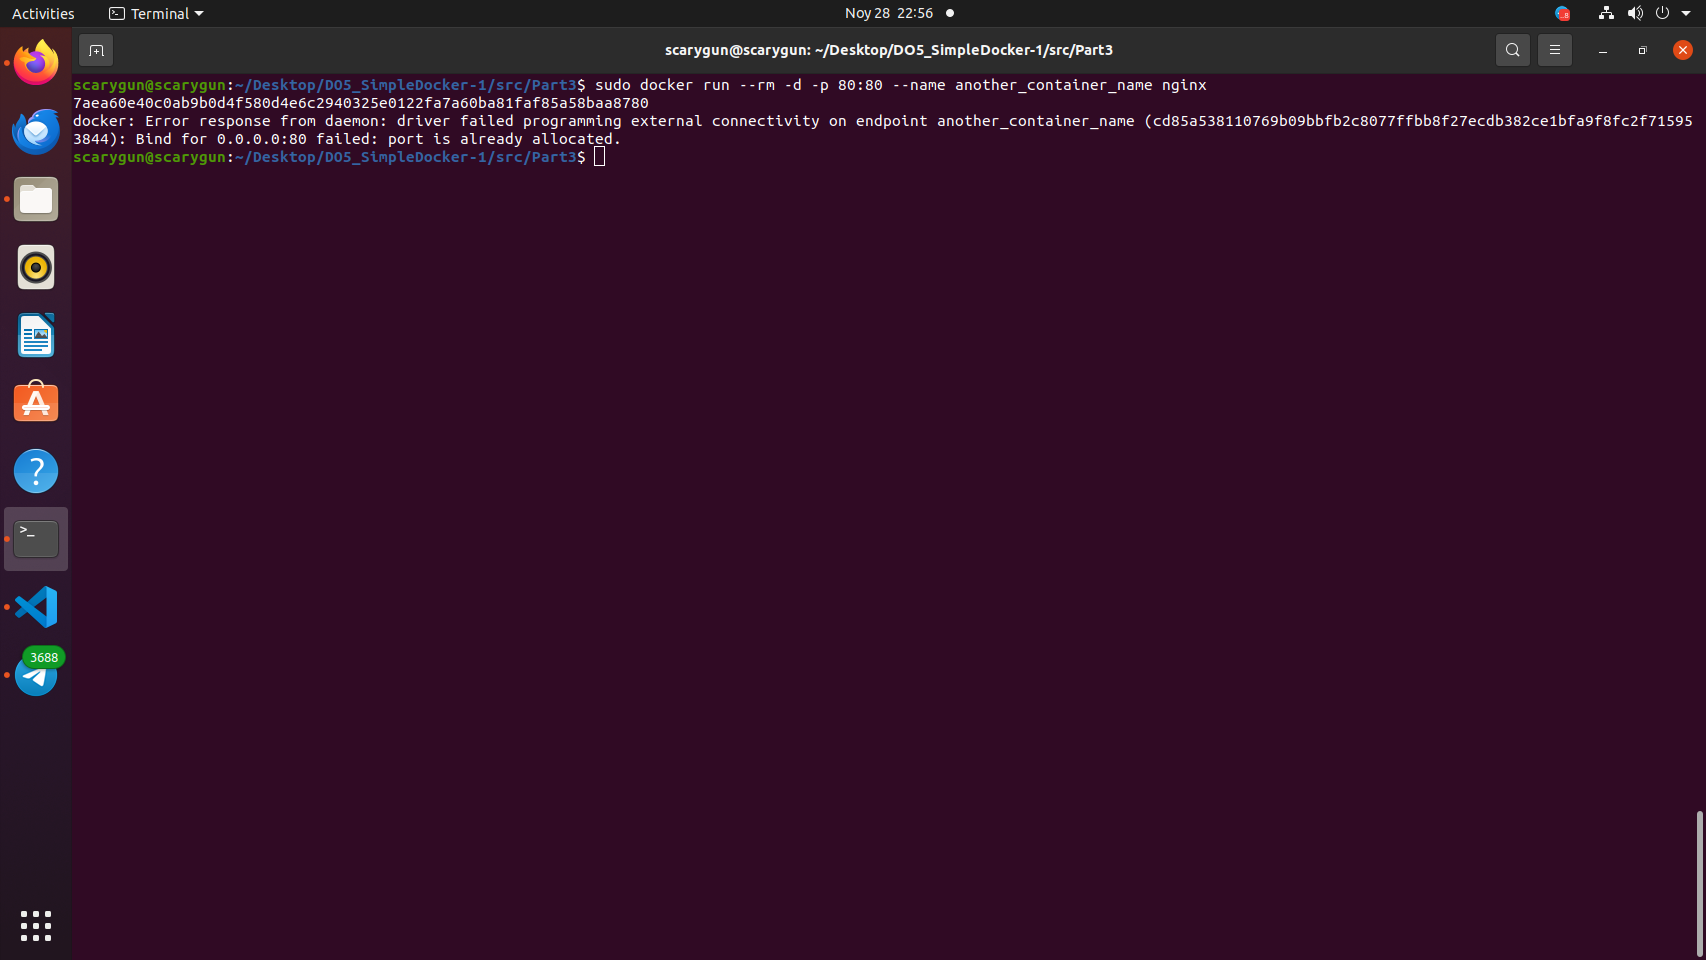 Activities
Terminal
Noy 28 22:56
scarygun@scarygun: ~/Desktop/DO5_SimpleDocker-1/src/Part3
scarygun@scarygun:~/Desktop/DO5_SimpleDocker-1/src/Part3$ sudo docker run --rm -d -p 80:80 --name another_container_name nginx
7aea60e40c0ab9b0d4f580d4e6c2940325e0122fa7a60ba81faf85a58baa8780
docker: Error response from daemon: driver failed programming external connectivity on endpoint another_container_name (cd85a538110769b09bbfb2c8077ffbb8f27ecdb382ce1bfa9f8fc2f71595
3844): Bind for 0.0.0.0:80 failed: port is already allocated.
scarygun@scarygun:~/Desktop/DO5_SimpleDocker-1/src/Part3$
3688